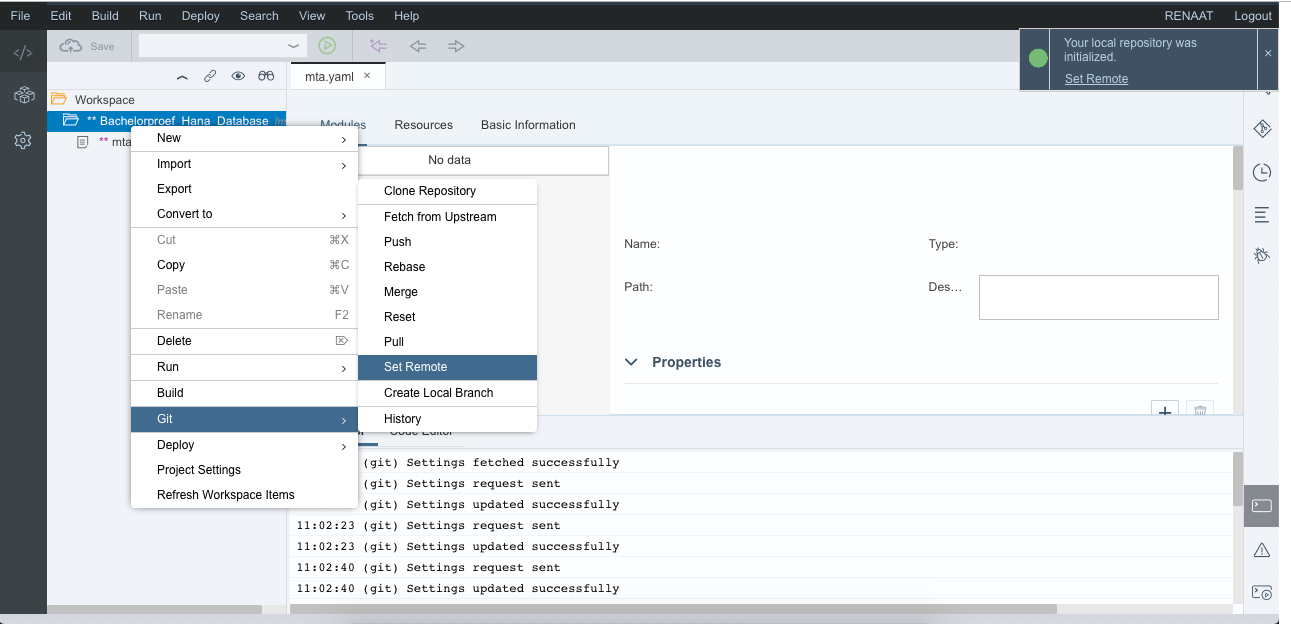 File Edit Build Run Deploy Search View Tools Help RENAAT Logout
Save
Your local repository was
initialized.
Set Remote
mta.yaml
Workspace
** Bachelorproef_Hana_Database
** mta
Modules Resources Basic Information
No data
New
Import
Export
Convert to
Cut ⌘X
Copy ⌘C
Paste ⌘V
Rename F2
Delete
Run
Build
Git
Deploy
Project Settings
Refresh Workspace Items
Clone Repository
Fetch from Upstream
Push
Rebase
Merge
Reset
Pull
Set Remote
Create Local Branch
History
Name: Type:
Path: Des...
Properties
Code Editor
(git) Settings fetched successfully
(git) Settings request sent
(git) Settings updated successfully
11:02:23 (git) Settings request sent
11:02:23 (git) Settings updated successfully
11:02:40 (git) Settings request sent
11:02:40 (git) Settings updated successfully